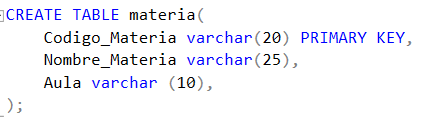 CREATE TABLE materia(
Codigo_Materia varchar(20) PRIMARY KEY,
Nombre_Materia varchar(25),
Aula varchar (10),
);